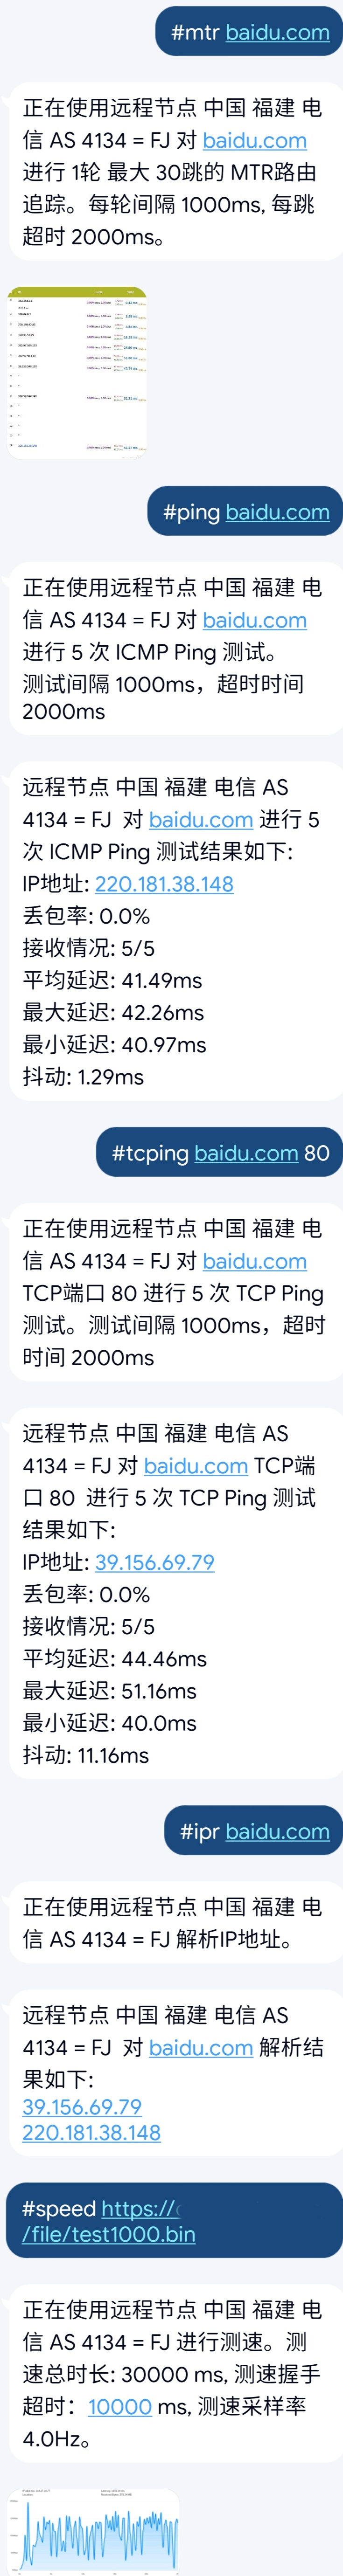 #mtr baidu.com
正在使用远程节点 中国 福建 电
信 AS 4134 = FJ 对 baidu.com
进行 1轮 最大 30跳的 MTR路由
追踪。每轮间隔 1000ms, 每跳
超时 2000ms。
#ping baidu.com
正在使用远程节点 中国 福建 电
信 AS 4134 = FJ 对 baidu.com
进行 5 次 ICMP Ping 测试。
测试间隔 1000ms，超时时间
2000ms
远程节点 中国 福建 电信 AS
4134 = FJ 对 baidu.com 进行 5
次 ICMP Ping 测试结果如下:
IP地址: 220.181.38.148
丢包率: 0.0%
接收情况: 5/5
平均延迟: 41.49ms
最大延迟: 42.26ms
最小延迟: 40.97ms
抖动: 1.29ms
#tcping baidu.com 80
正在使用远程节点 中国 福建 电
信 AS 4134 = FJ 对 baidu.com
TCP端口 80 进行 5 次 TCP Ping
测试。测试间隔 1000ms，超时
时间 2000ms
远程节点 中国 福建 电信 AS
4134 = FJ 对 baidu.com TCP端
口 80 进行 5 次 TCP Ping 测试
结果如下:
IP地址: 39.156.69.79
丢包率: 0.0%
接收情况: 5/5
平均延迟: 44.46ms
最大延迟: 51.16ms
最小延迟: 40.0ms
抖动: 11.16ms
#ipr baidu.com
正在使用远程节点 中国 福建 电
信 AS 4134 = FJ 解析IP地址。
远程节点 中国 福建 电信 AS
4134 = FJ 对 baidu.com 解析结
果如下:
39.156.69.79
220.181.38.148
#speed https://
/file/test1000.bin
正在使用远程节点 中国 福建 电
信 AS 4134 = FJ 进行测速。测
速总时长: 30000 ms, 测速握手
超时：10000 ms, 测速采样率
4.0Hz。